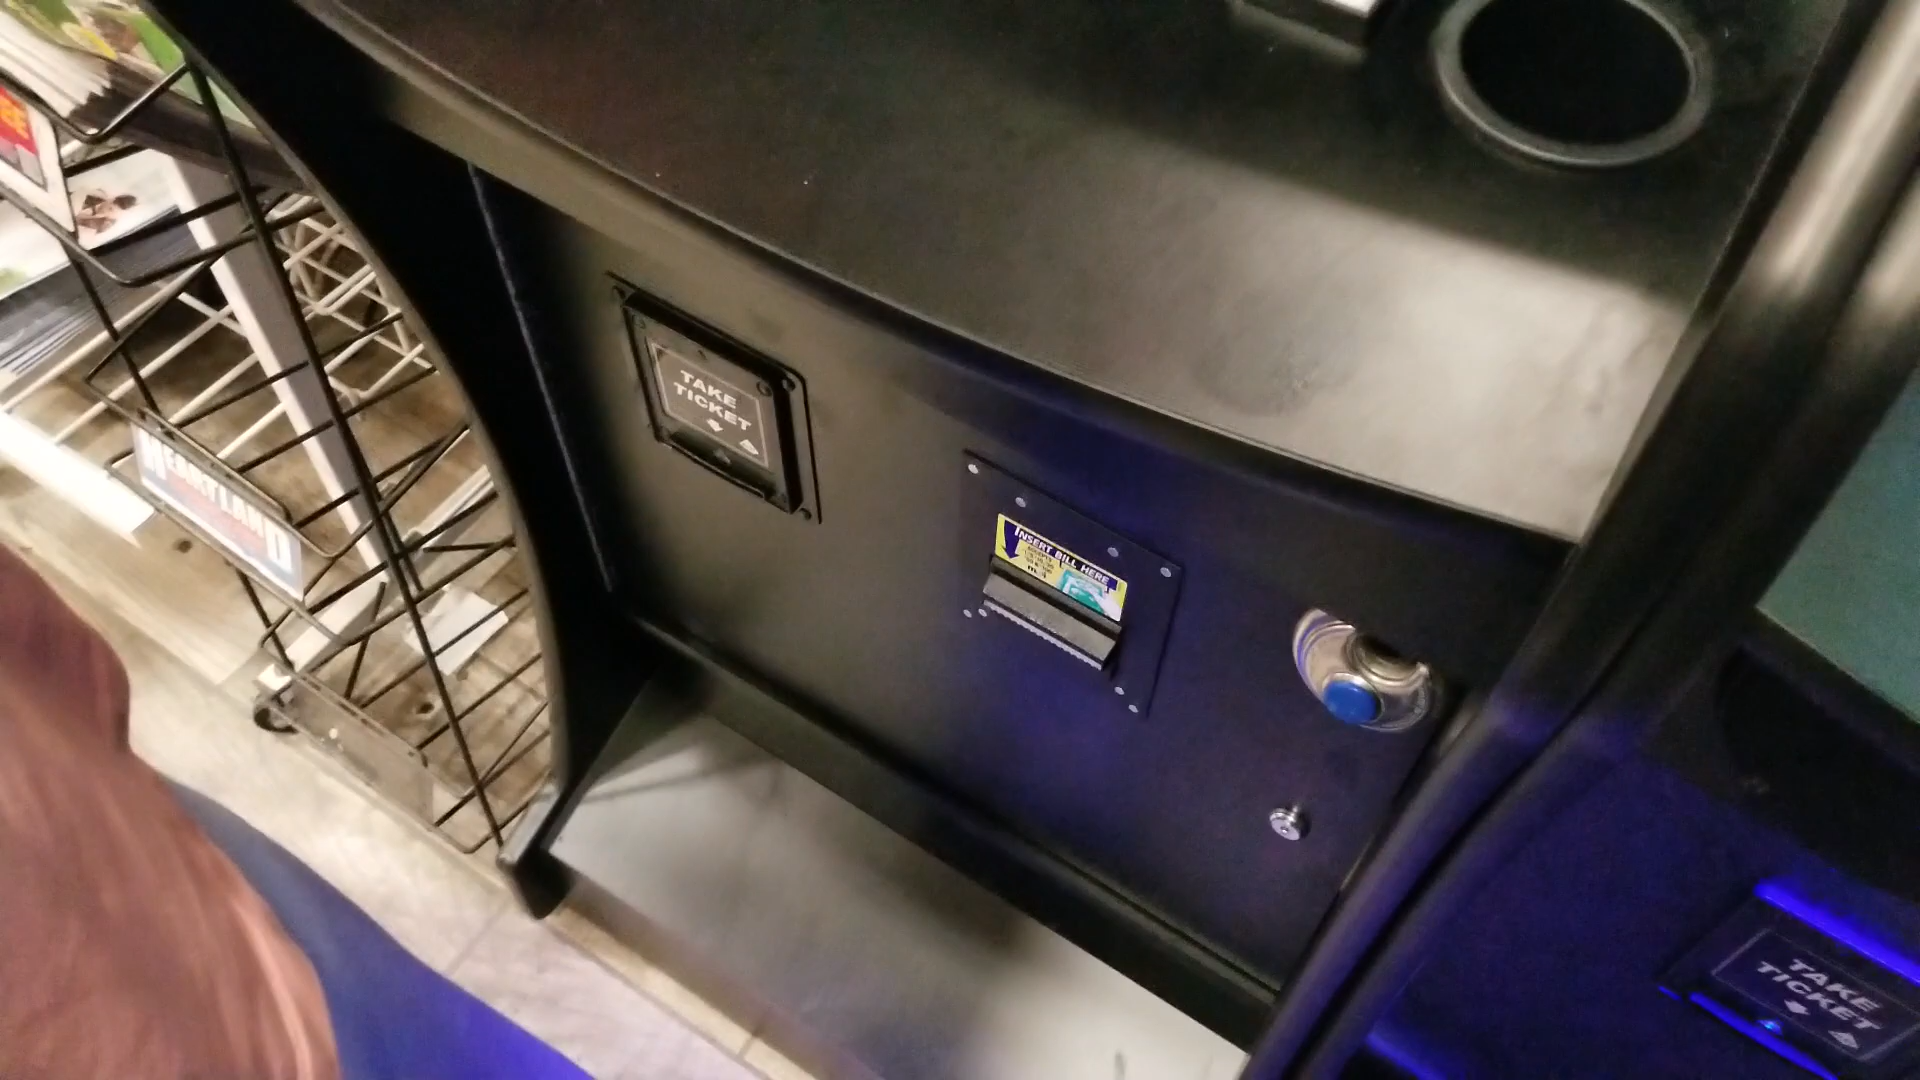 TAKE
TICKET
INSERT BILL HERE
HEARTLAND
TAKE
TICKET